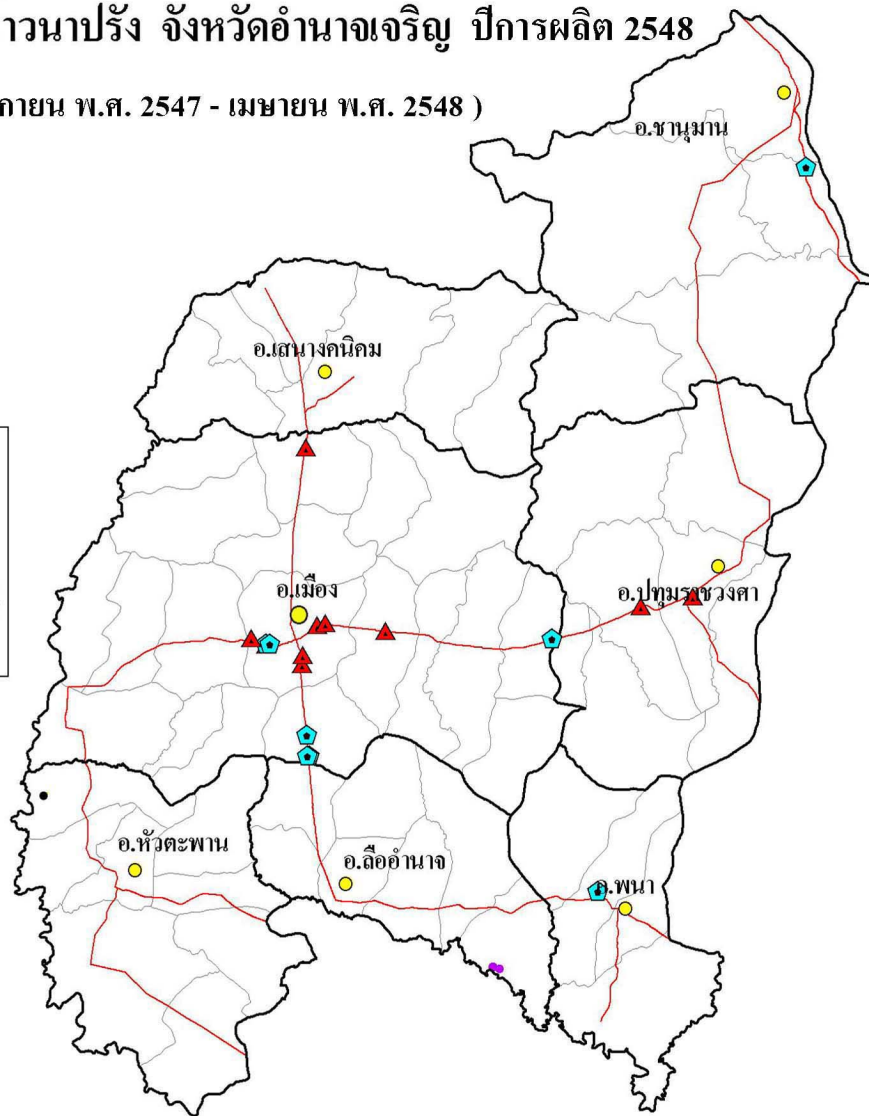 าวนาปรัง จังหวัดอำนาจเจริญ ปีการผลิต 2548
กายน พ.ศ. 2547 - เมษายน พ.ศ. 2548 )
อ.ชานุมาน
อ.เสนางคนิคม
อ.เมือง
อ.ปทุมราชวงศา
อ.หัวตะพาน
อ.ลืออำนาจ
อ.พนา